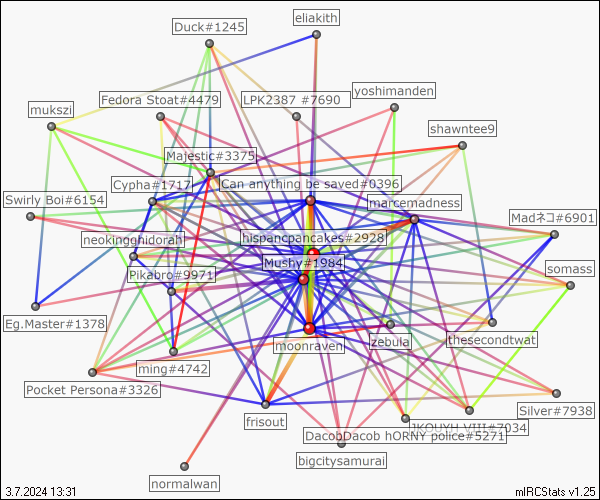 eliakith
Duck#1245
yoshimanden
Fedora Stoat#4479
LPK2387 #7690
mukszi
shawntee9
Majestic#3375
Cypha#1717
Can anything be saved#0396
Swirly Boi#6154
marcemadness
Madネコ#6901
neokingghidorah
hispancpancakes#2928
Mushy#1984
Pikabro#9971
somass
Eg.Master#1378
moonraven
zebula
thesecondtwat
ming#4742
Pocket Persona#3326
Silver#7938
frisout
JKOUYH VIII#7034
DacobDacob hORNY police#5271
bigcitysamurai
normalwan
3.7.2024 13:31
mIRCStats v1.25